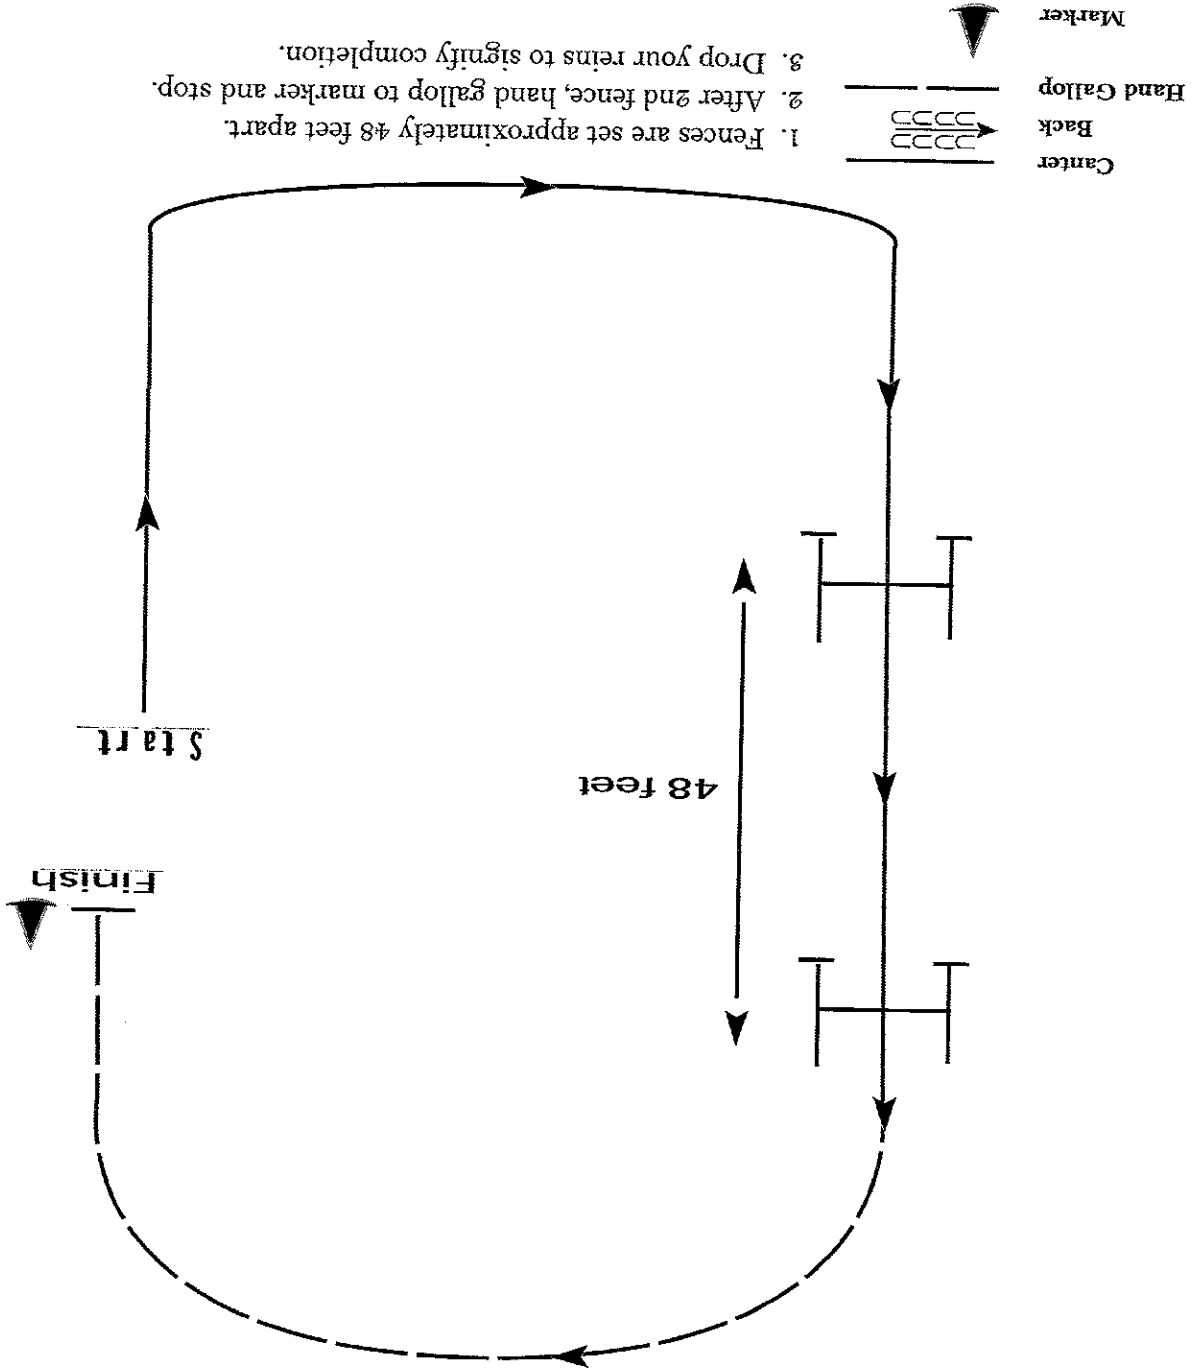 Finish
48 feet
Start
Canter
Back
Hand Gallop
Marker
1. Fences are set approximately 48 feet apart.
2. After 2nd fence, hand gallop to marker and stop.
3. Drop your reins to signify completion.